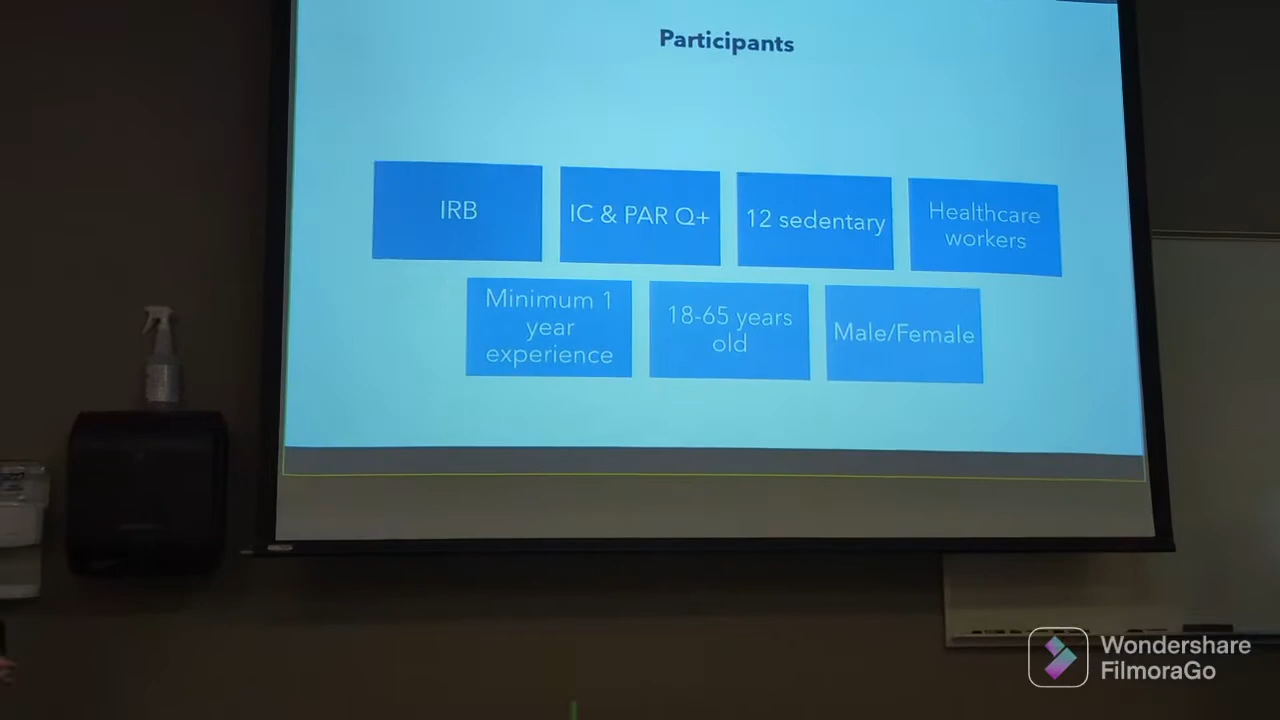 Participants
IRB
IC & PAR Q+
12 sedentary
Healthcare
workers
Minimum 1
year
experience
18-65 years
old
Male/Female
Wondershare
FilmoraGo